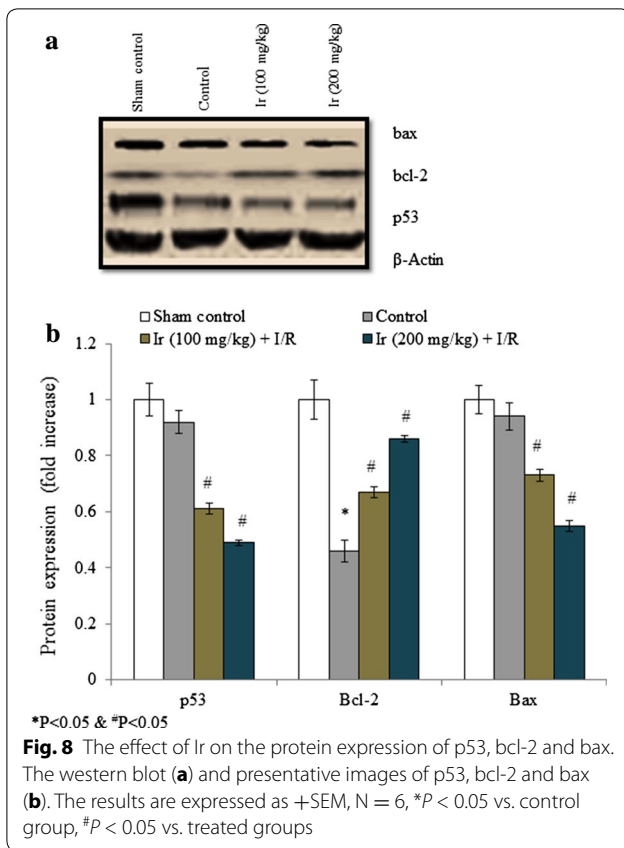 a
Sham control
Control
Ir (100 mg/kg)
Ir (200 mg/kg)
bax
bcl-2
p53
β-Actin
b
Sham control
Control
Ir (100 mg/kg) + I/R
Ir (200 mg/kg) + I/R
Protein expression (fold increase)
1.2
1
0.8
0.6
0.4
0.2
0
# # * # # # #
p53 Bcl-2 Bax
*P<0.05 & #P<0.05
Fig. 8 The effect of Ir on the protein expression of p53, bcl-2 and bax.
The western blot (a) and presentative images of p53, bcl-2 and bax
(b). The results are expressed as +SEM, N = 6, *P < 0.05 vs. control
group, #P < 0.05 vs. treated groups